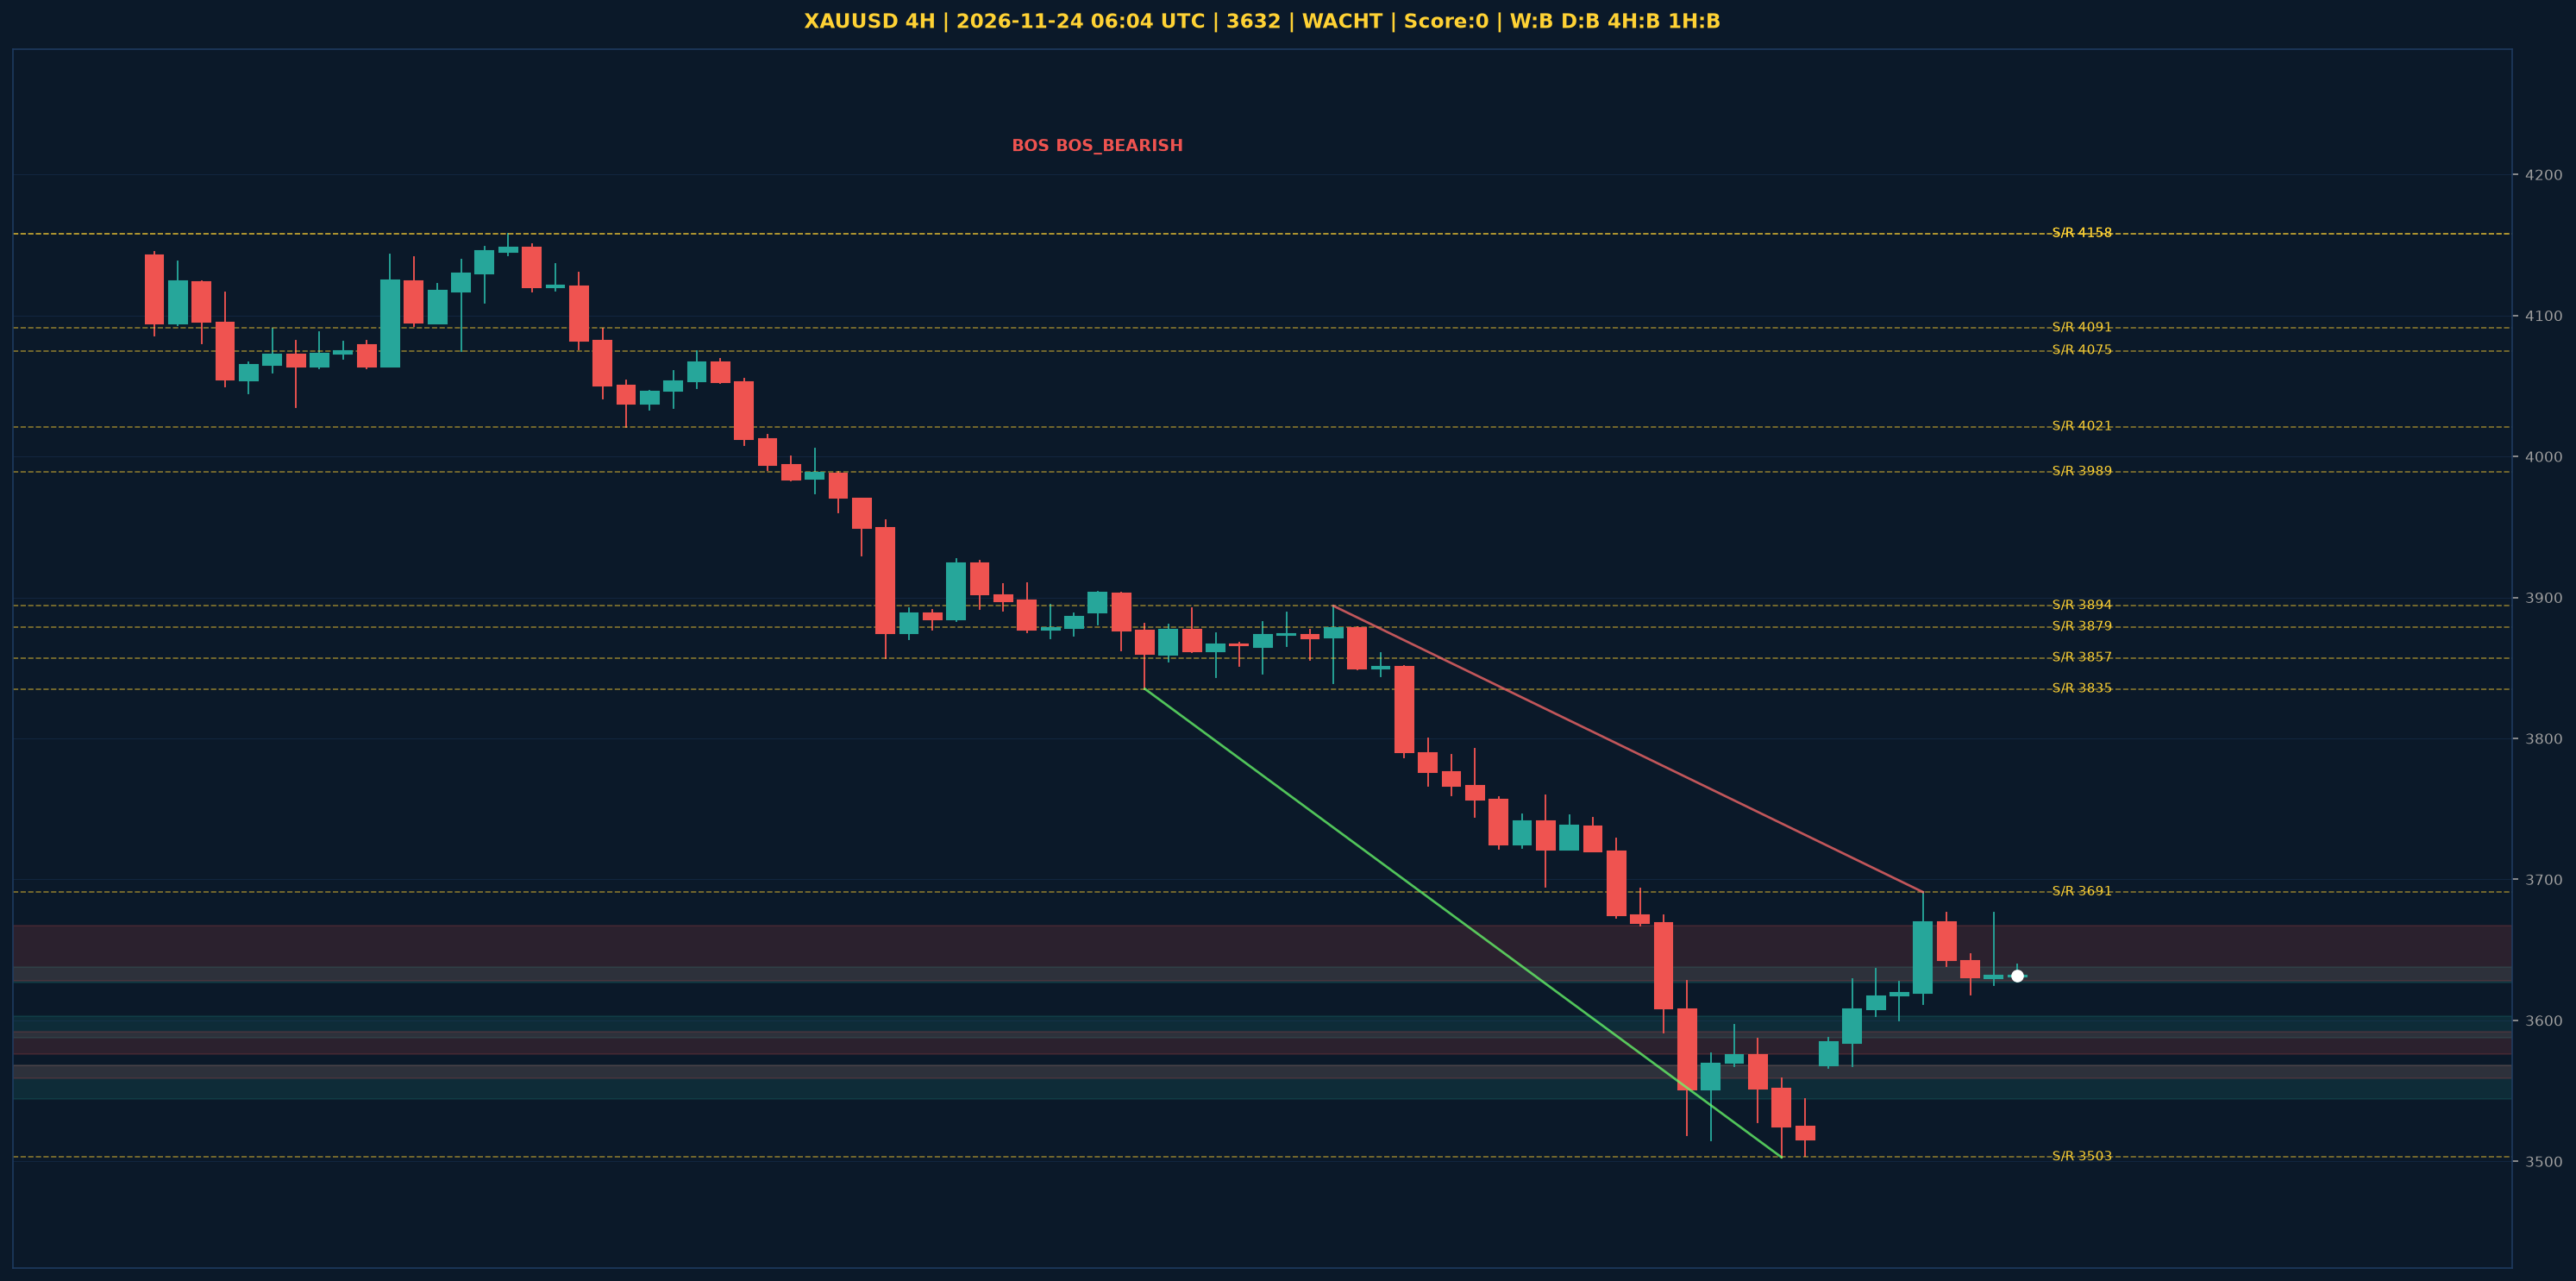 XAUUSD 4H | 2026-11-24 06:04 UTC | 3632 | WACHT | Score:0 | W:B D:B 4H:B 1H:B
BOS BOS_BEARISH
4200
S/R 4158
4100
S/R 4091
S/R 4075
S/R 4021
4000
S/R 3989
3900
S/R 3894
S/R 3879
S/R 3857
S/R 3835
3800
3700
S/R 3691
3600
S/R 3503
3500